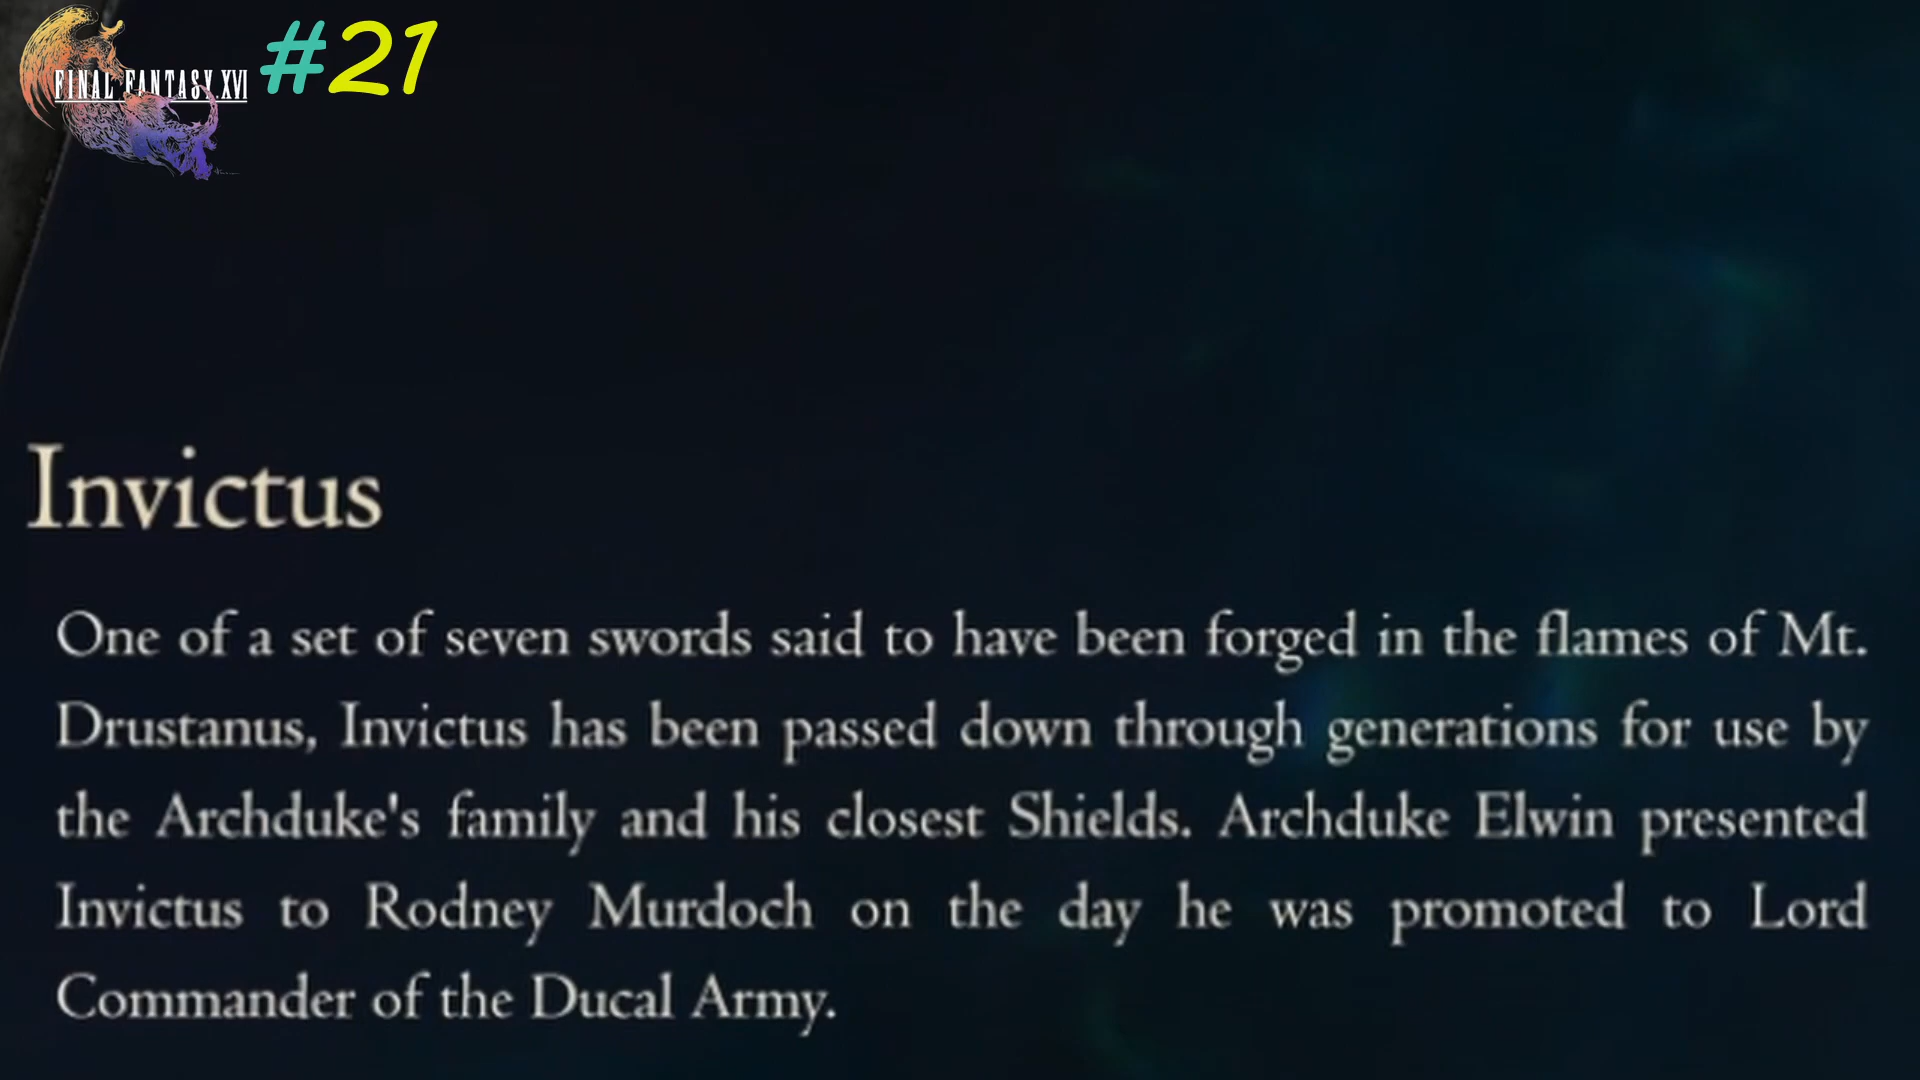 FINAL FANTASY XVI
#21
Invictus
One of a set of seven swords said to have been forged in the flames of Mt.
Drustanus, Invictus has been passed down through generations for use by
the Archduke's family and his closest Shields. Archduke Elwin presented
Invictus to Rodney Murdoch on the day he was promoted to Lord
Commander of the Ducal Army.